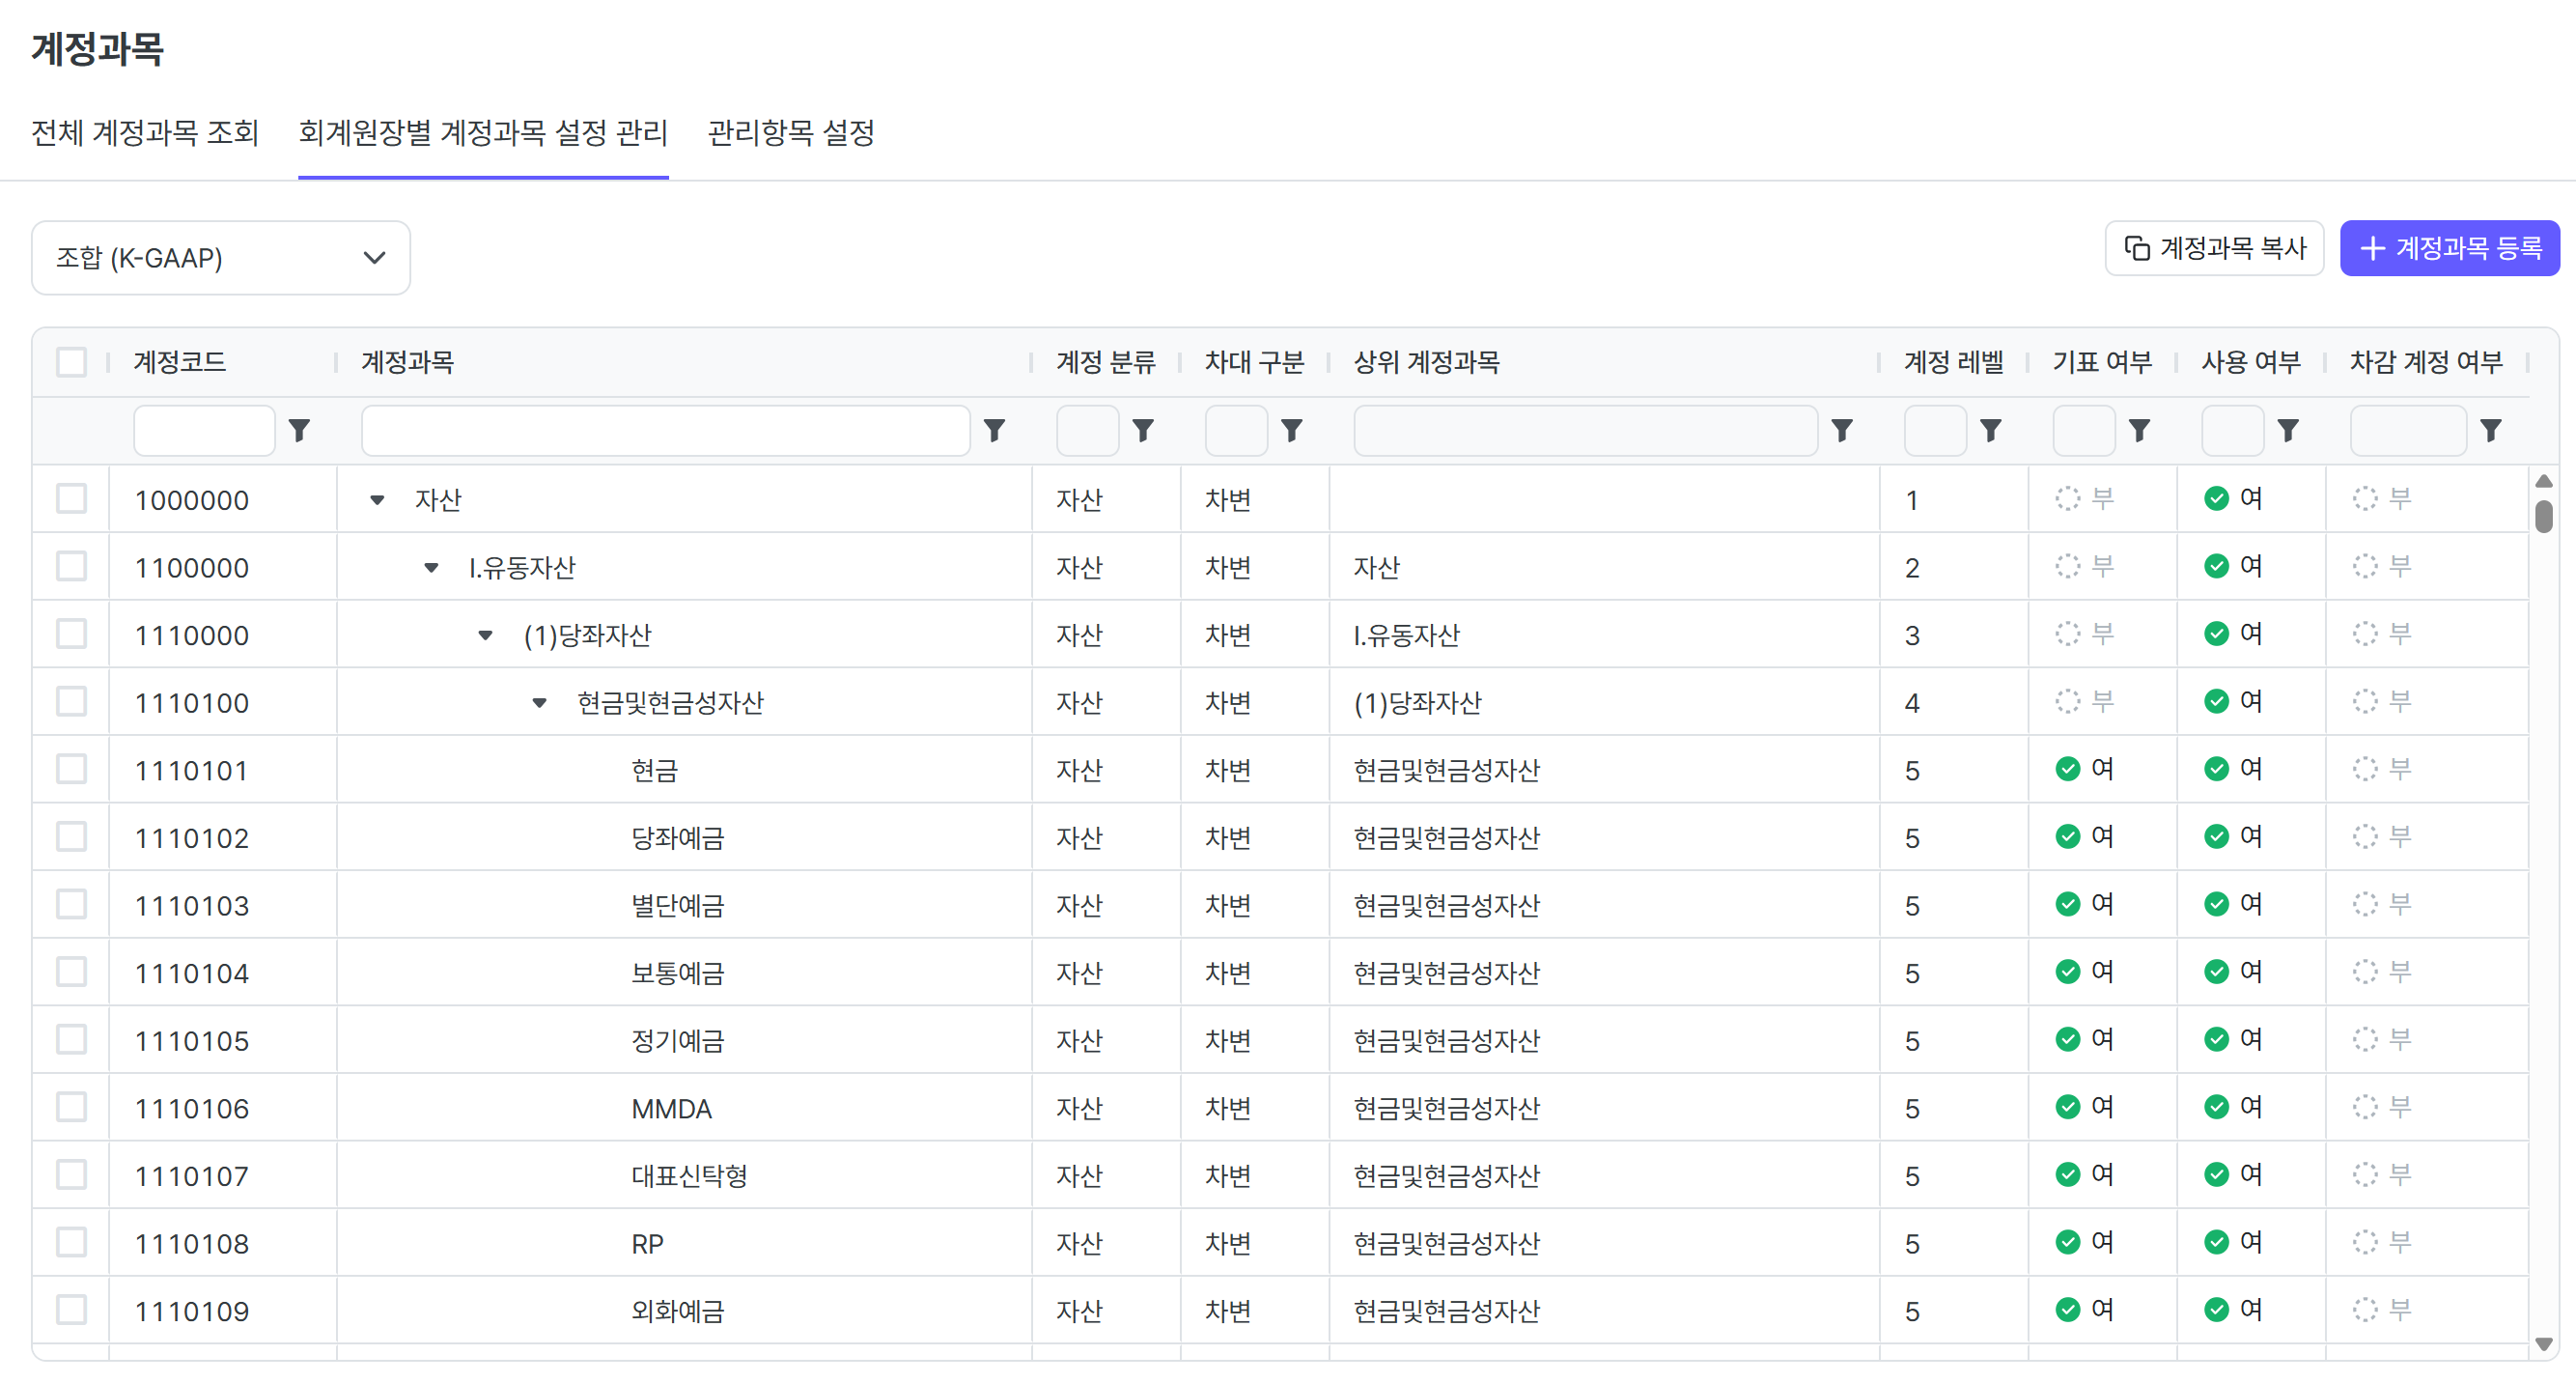 계정과목
전체 계정과목 조회 회계원장별 계정과목 설정 관리 관리항목 설정
조합 (K-GAAP) 계정과목 복사 계정과목 등록
계정코드 계정과목 계정 분류 차대 구분 상위 계정과목 계정 레벨 기표 여부 사용 여부 차감 계정 여부
1000000 자산 자산 차변 1 부 여 부
1100000 I.유동자산 자산 차변 자산 2 부 여 부
1110000 (1)당좌자산 자산 차변 I.유동자산 3 부 여 부
1110100 현금및현금성자산 자산 차변 (1)당좌자산 4 부 여 부
1110101 현금 자산 차변 현금및현금성자산 5 여 여 부
1110102 당좌예금 자산 차변 현금및현금성자산 5 여 여 부
1110103 별단예금 자산 차변 현금및현금성자산 5 여 여 부
1110104 보통예금 자산 차변 현금및현금성자산 5 여 여 부
1110105 정기예금 자산 차변 현금및현금성자산 5 여 여 부
1110106 MMDA 자산 차변 현금및현금성자산 5 여 여 부
1110107 대표신탁형 자산 차변 현금및현금성자산 5 여 여 부
1110108 RP 자산 차변 현금및현금성자산 5 여 여 부
1110109 외화예금 자산 차변 현금및현금성자산 5 여 여 부